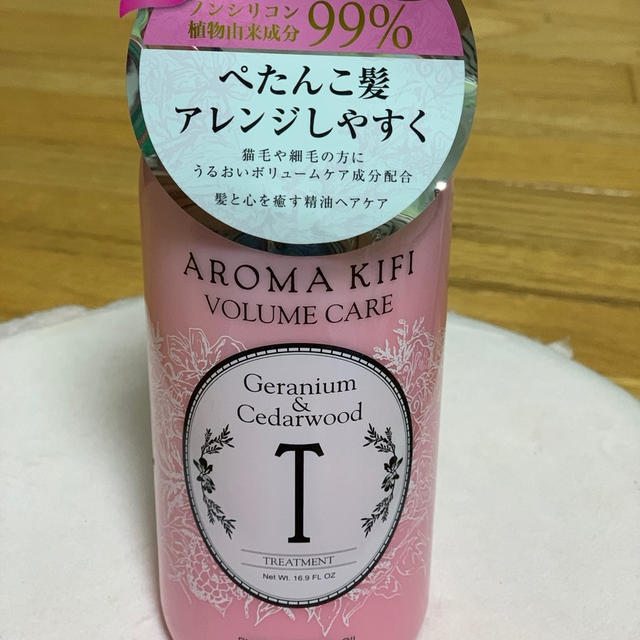 ノンシリコン
植物由来成分 99%
ぺたんこ髪
アレンジしやすく
猫毛や細毛の方に
うるおいボリュームケア成分配合
髪と心を癒す精油ヘアケア
AROMA KIFI
VOLUME CARE
Geranium
&
Cedarwood
T
TREATMENT
Net Wt. 16.9 FL OZ